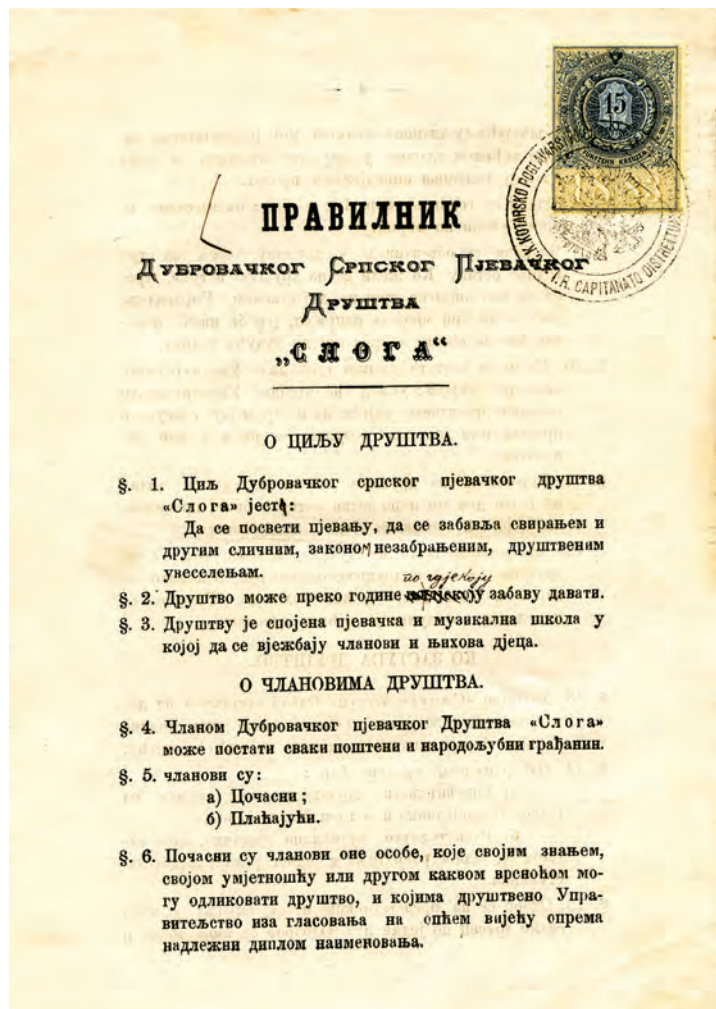 15
1883
C. K. KOTARSKO POGLAVARS
I. R. CAPITANATO DISTRETTUA
ПРАВИЛНИК
Дубровачког Српског Пјевачког
Друштва
„СЛОГА“
О ЦИЉУ ДРУШТВА.
§. 1. Циљ Дубровачког српског пјевачког друштва
«Слога» јесте:
Да се посвети пјевању, да се забавља свирањем и
другим сличним, законом незабрањеним, друштвеним
увеселењам.
по гдјекоју
§. 2. Друштво може преко године забаву давати.
§. 3. Друштву је спојена пјевачка и музикална школа у
којој да се вјежбају чланови и њихова дјеца.
О ЧЛАНОВИМА ДРУШТВА.
§. 4. Чланом Дубровачког пјевачког Друштва «Слога»
може постати сваки поштени и народољубни грађанин.
§. 5. чланови су:
а) Цочасни;
б) Плаћајући.
§. 6. Почасни су чланови оне особе, које својим знањем,
својом умјетношћу или другом каквом врсноћом мо-
гу одликовати друштво, и којима друштвено Упра-
витељство иза гласовања на опћем вијећу опрема
надлежни диплом наименовања.